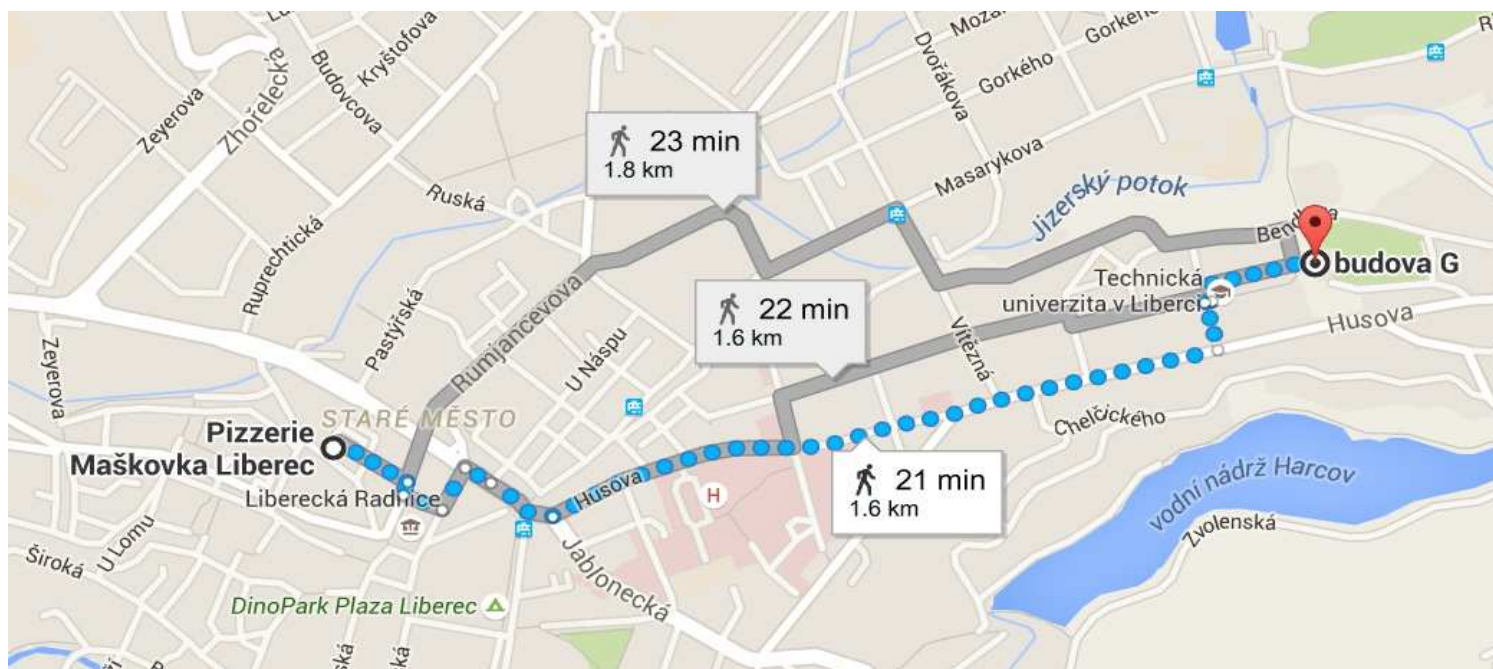 Kryštofova
Budovcova
Zhořelecká
Zeyerova
Dvořákova
Gorkého
Gorkého
23 min
1.8 km
Masarykova
Ruská
Jizerský potok
Ruprechtická
budova G
Technická
univerzita v Liberci
Rumjancevova
22 min
1.6 km
Husova
Pastýřská
U Náspu
Vítězná
Zeyerova
STARÉ MĚSTO
Chelčického
Pizzerie
Maškovka Liberec
Liberecká Radnice
Husova
H
21 min
1.6 km
vodní nádrž Harcov
Zvolenská
U Lomu
Široká
Jablonecká
DinoPark Plaza Liberec